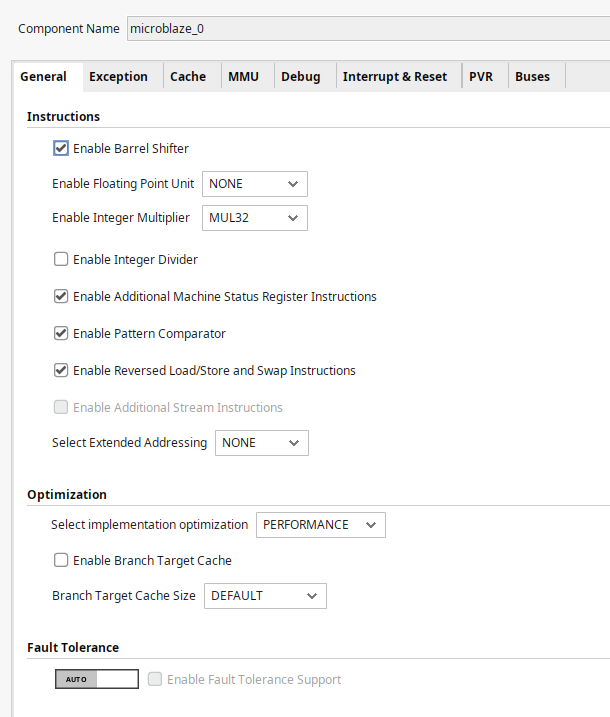 Component Name microblaze_0
General Exception Cache MMU Debug Interrupt & Reset PVR Buses
Instructions
Enable Barrel Shifter
Enable Floating Point Unit NONE
Enable Integer Multiplier MUL32
Enable Integer Divider
Enable Additional Machine Status Register Instructions
Enable Pattern Comparator
Enable Reversed Load/Store and Swap Instructions
Enable Additional Stream Instructions
Select Extended Addressing NONE
Optimization
Select implementation optimization PERFORMANCE
Enable Branch Target Cache
Branch Target Cache Size DEFAULT
Fault Tolerance
AUTO Enable Fault Tolerance Support